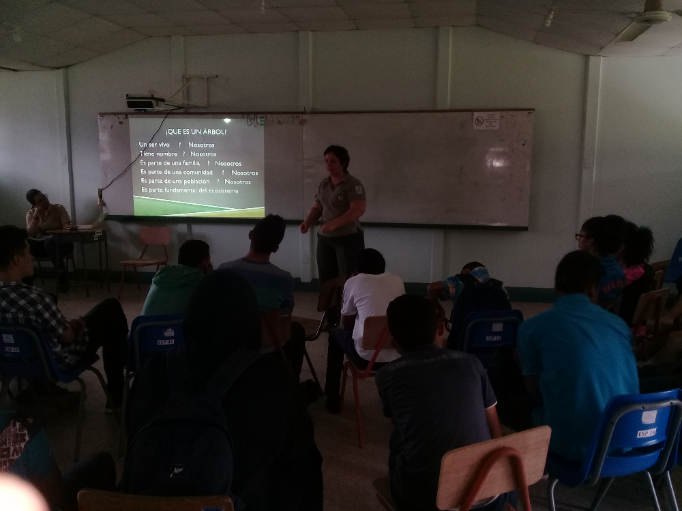 ¡QUE ES UN ÁRBOL!
Un ser vivo ? Nosotros
Tiene nombre ? Nosotros
Es parte de una familia, ? Nosotros
Es parte de una comunidad ? Nosotros
Es parte de una población ? Nosotros
Es parte fundamental del Ecosistema